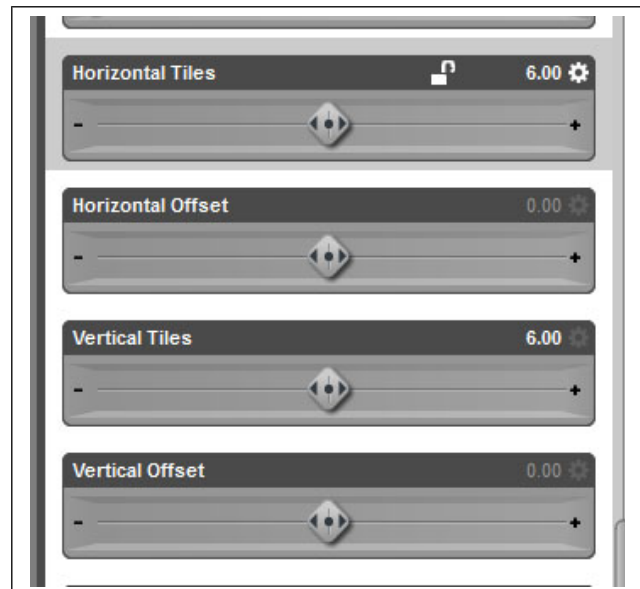 Horizontal Tiles 6.00
- +
Horizontal Offset 0.00
- +
Vertical Tiles 6.00
- +
Vertical Offset 0.00
- +